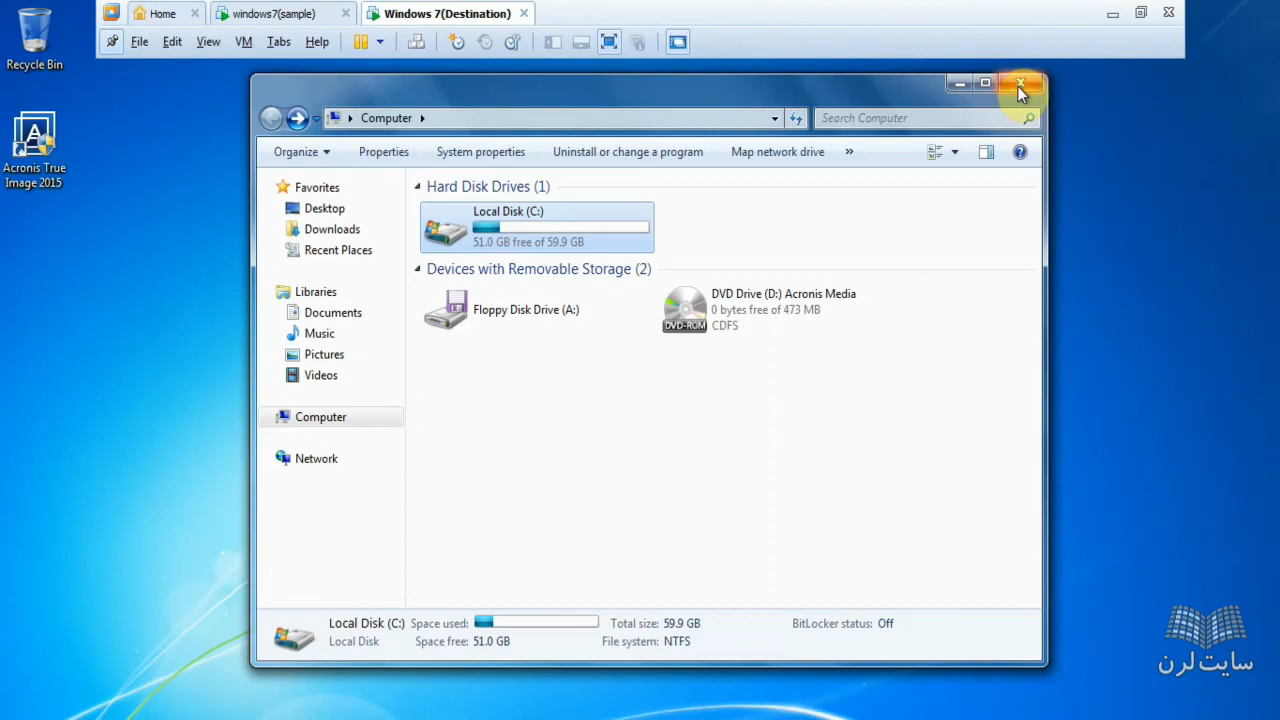 Home
windows7(sample)
Windows 7(Destination)
File Edit View VM Tabs Help
Recycle Bin
Acronis True
Image 2015
Computer
Search Computer
Organize Properties System properties Uninstall or change a program Map network drive »
Favorites
Desktop
Downloads
Recent Places
Libraries
Documents
Music
Pictures
Videos
Computer
Network
Hard Disk Drives (1)
Local Disk (C:)
51.0 GB free of 59.9 GB
Devices with Removable Storage (2)
Floppy Disk Drive (A:)
DVD Drive (D:) Acronis Media
0 bytes free of 473 MB
CDFS
DVD-ROM
Local Disk (C:) Space used: Total size: 59.9 GB BitLocker status: Off
Local Disk Space free: 51.0 GB File system: NTFS
سایت لرن